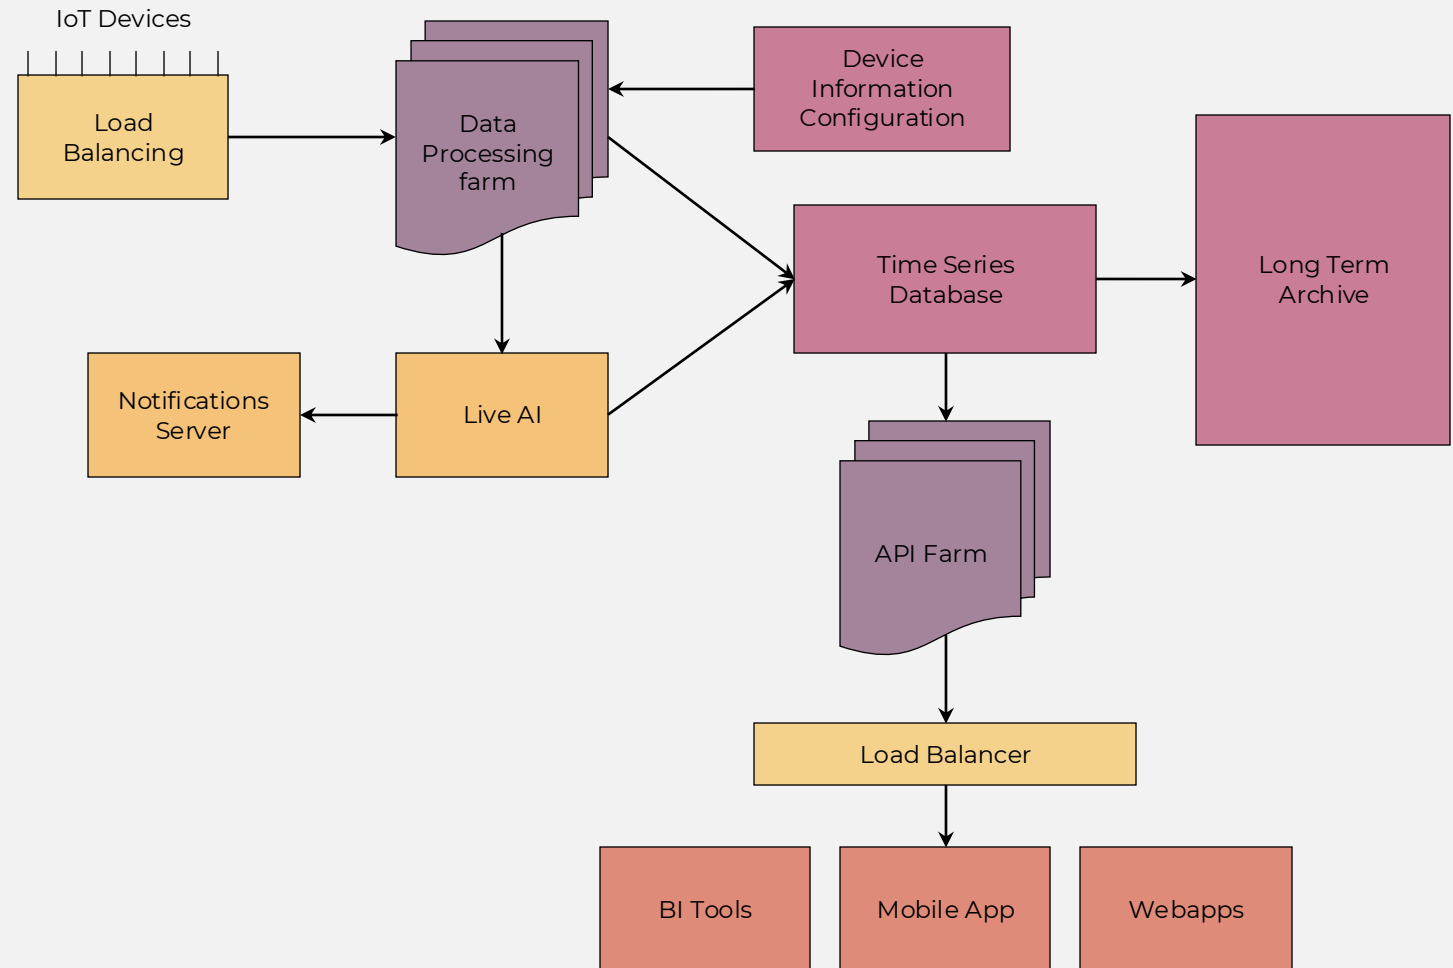 IoT Devices
Load
Balancing
Data
Processing
farm
Device
Information
Configuration
Time Series
Database
Long Term
Archive
Notifications
Server
Live AI
API Farm
Load Balancer
BI Tools
Mobile App
Webapps